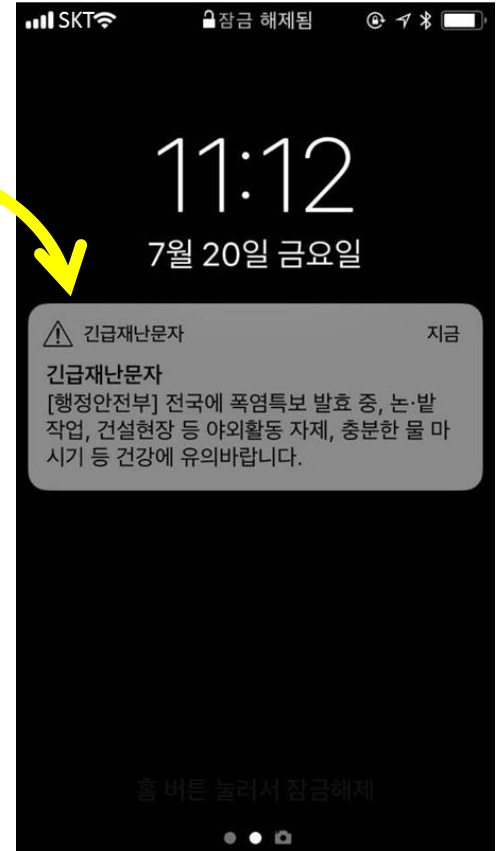 SKT 잠금 해제됨
11:12
7월 20일 금요일
긴급재난문자 지금
긴급재난문자
[행정안전부] 전국에 폭염특보 발효 중, 논·밭
작업, 건설현장 등 야외활동 자제, 충분한 물 마
시기 등 건강에 유의바랍니다.
홈 버튼 눌러서 잠금해제